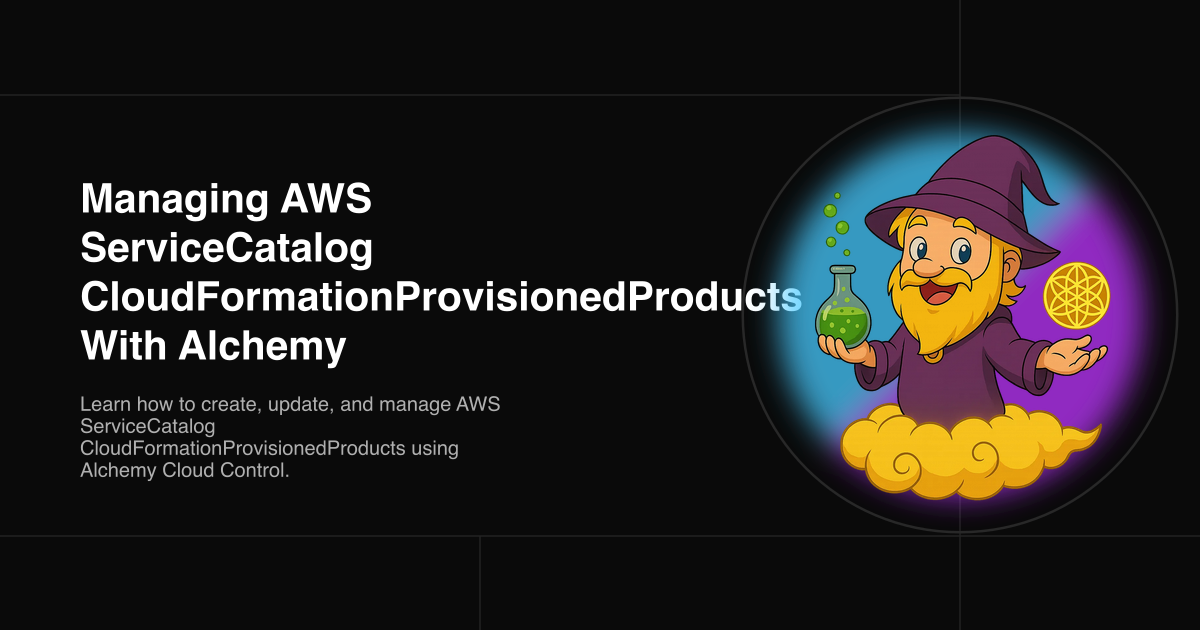 Managing AWS
ServiceCatalog
CloudFormationProvisionedProducts
With Alchemy
Learn how to create, update, and manage AWS
ServiceCatalog
CloudFormationProvisionedProducts using
Alchemy Cloud Control.